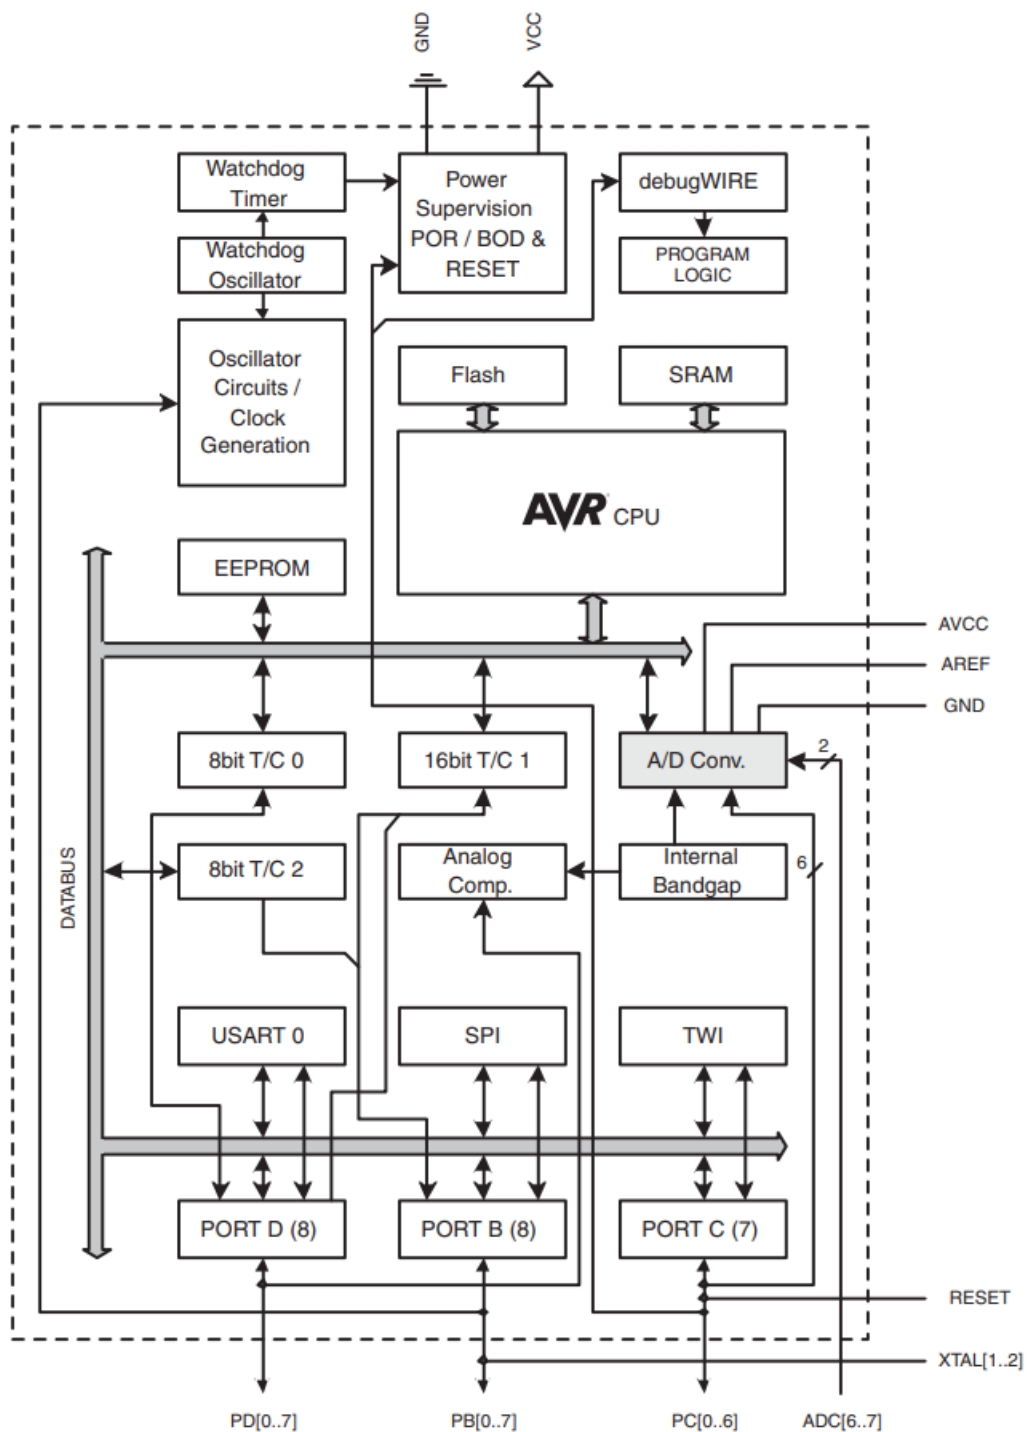 GND
VCC
Watchdog
Timer
Power
Supervision
POR / BOD &
RESET
debugWIRE
Watchdog
Oscillator
PROGRAM
LOGIC
Oscillator
Circuits /
Clock
Generation
Flash
SRAM
AVR CPU
EEPROM
AVCC
AREF
GND
8bit T/C 0
16bit T/C 1
A/D Conv.
2
DATABUS
8bit T/C 2
Analog
Comp.
Internal
Bandgap
6
USART 0
SPI
TWI
PORT D (8)
PORT B (8)
PORT C (7)
RESET
XTAL[1..2]
PD[0..7]
PB[0..7]
PC[0..6]
ADC[6..7]